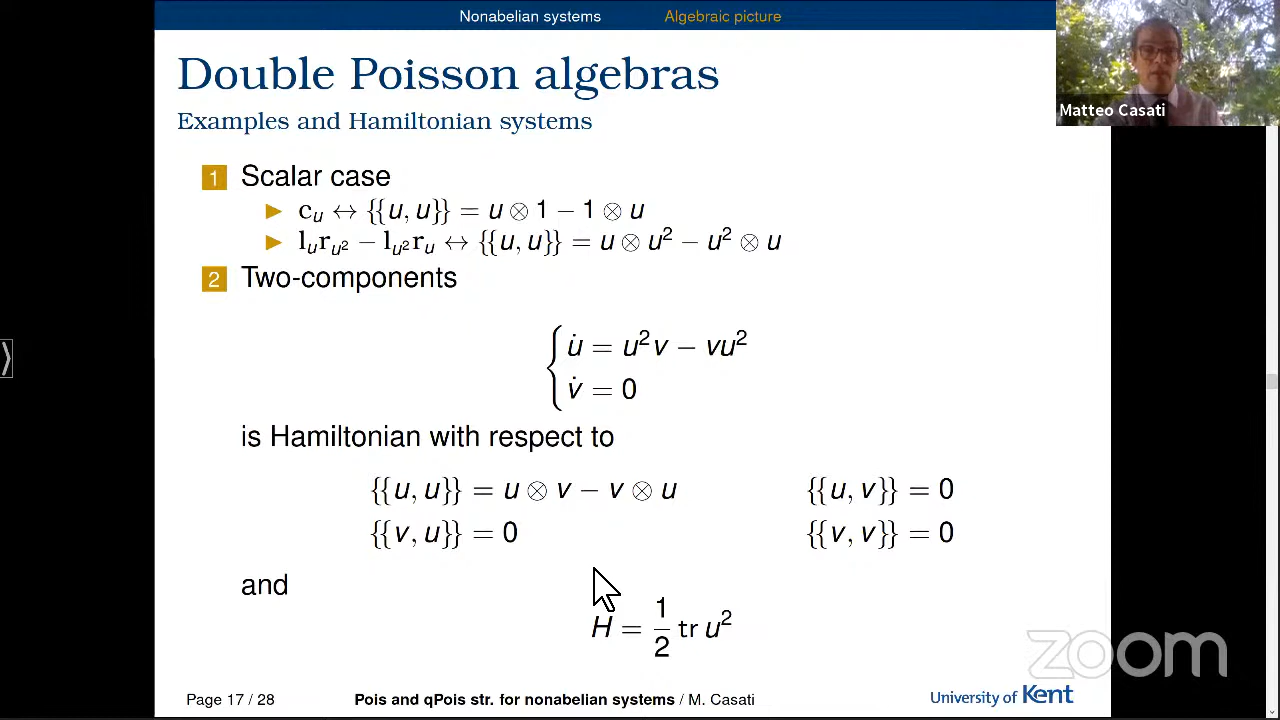 Nonabelian systems Algebraic picture
Double Poisson algebras
Examples and Hamiltonian systems
Matteo Casati
1 Scalar case
► c_u ↔ {{u, u}} = u ⊗ 1 − 1 ⊗ u
► l_u r_{u²} − l_{u²} r_u ↔ {{u, u}} = u ⊗ u² − u² ⊗ u
2 Two-components
u̇ = u²v − vu²
v̇ = 0
is Hamiltonian with respect to
{{u, u}} = u ⊗ v − v ⊗ u {{u, v}} = 0
{{v, u}} = 0 {{v, v}} = 0
and
H = 1/2 tr u²
zoom
Page 17 / 28 Pois and qPois str. for nonabelian systems / M. Casati University of Kent